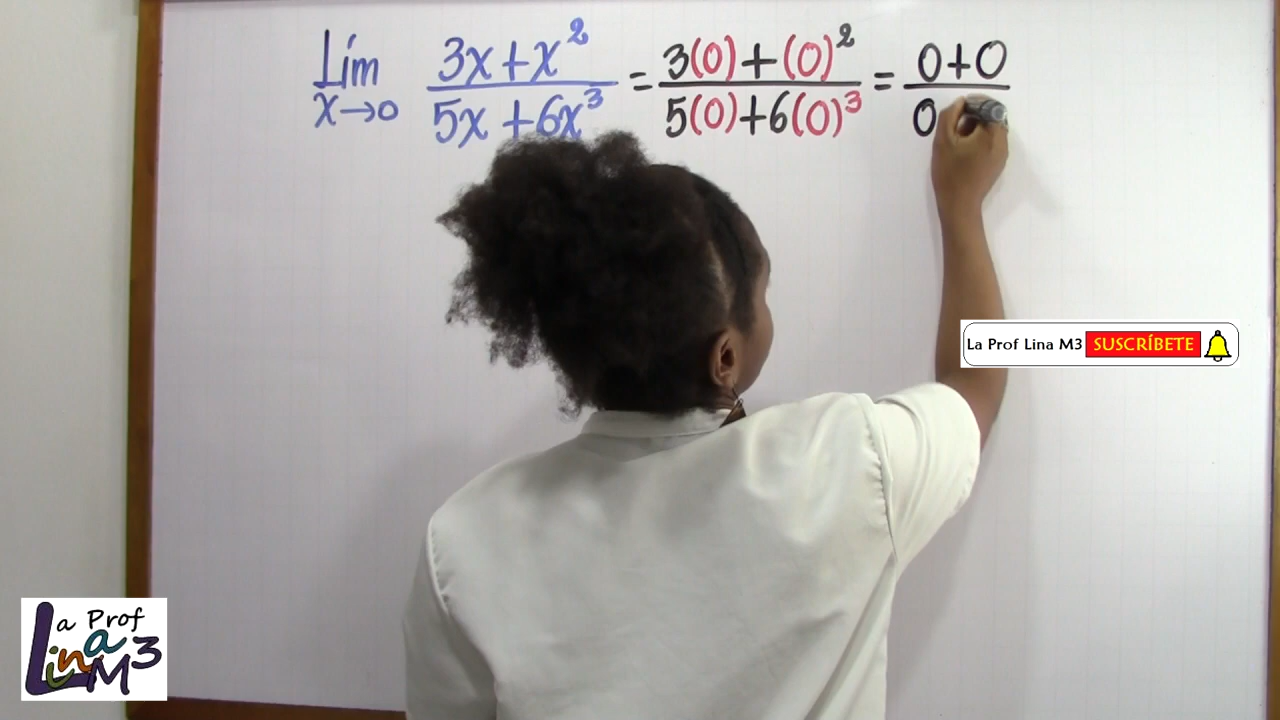 Lím 3x+x² = 3(0)+(0)² = 0+0
x→0 5x+6x³ 5(0)+6(0)³ 0
La Prof Lina M3 SUSCRÍBETE
La Prof
Lina M3